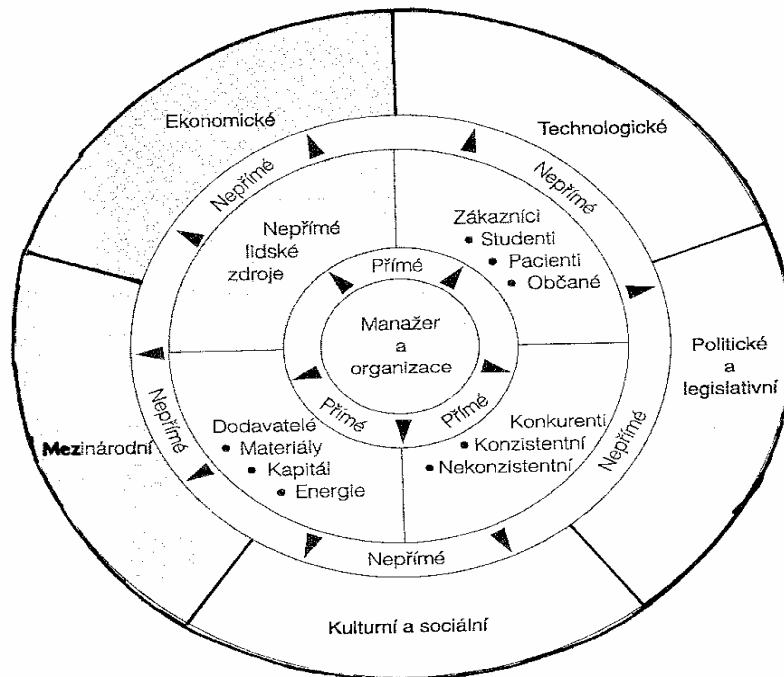 Ekonomické
Technologické
Nepřímé
Nepřímé
Nepřímé
lidské
zdroje
Zákazníci
• Studenti
• Pacienti
• Občané
Přímé
Manažer
a
organizace
Politické
a
legislativní
Mezinárodní
Nepřímé
Přímé
Přímé
Nepřímé
Dodavatelé
• Materiály
• Kapitál
• Energie
Konkurenti
• Konzistentní
• Nekonzistentní
Nepřímé
Kulturní a sociální